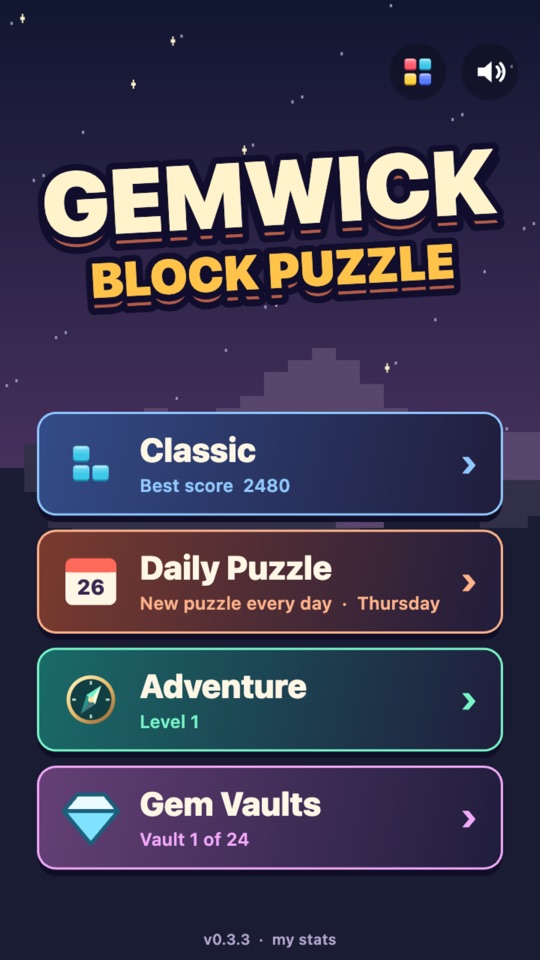 GEMWICK
BLOCK PUZZLE
Classic
Best score 2480
26
Daily Puzzle
New puzzle every day · Thursday
Adventure
Level 1
Gem Vaults
Vault 1 of 24
v0.3.3 · my stats